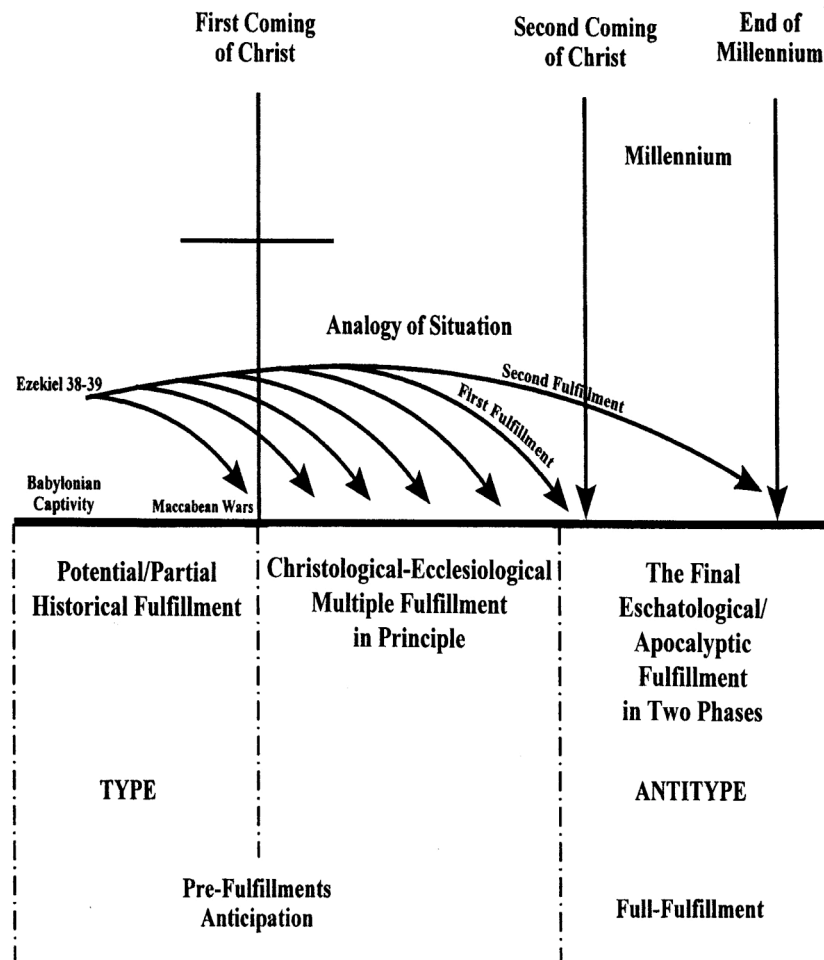 First Coming
of Christ
Second Coming
of Christ
End of
Millennium
Millennium
Analogy of Situation
Ezekiel 38-39
Second Fulfillment
First Fulfillment
Babylonian
Captivity
Maccabean Wars
Potential/Partial
Historical Fulfillment
Christological-Ecclesiological
Multiple Fulfillment
in Principle
The Final
Eschatological/
Apocalyptic
Fulfillment
in Two Phases
TYPE
ANTITYPE
Pre-Fulfillments
Anticipation
Full-Fulfillment